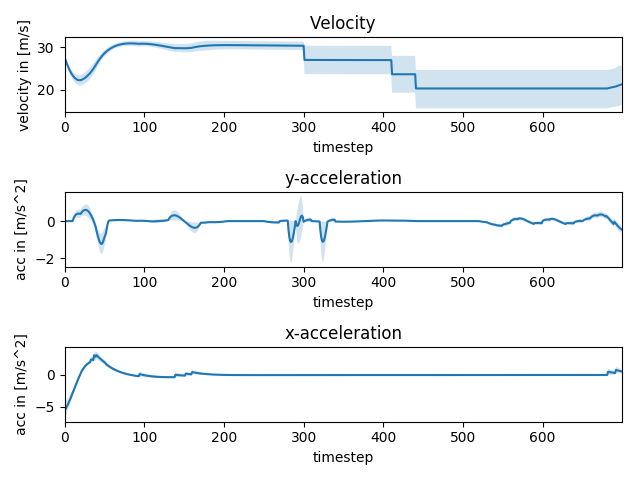 Velocity
velocity in [m/s]
30
20
0 100 200 300 400 500 600
timestep
y-acceleration
acc in [m/s^2]
0
−2
0 100 200 300 400 500 600
timestep
x-acceleration
acc in [m/s^2]
0
−5
0 100 200 300 400 500 600
timestep